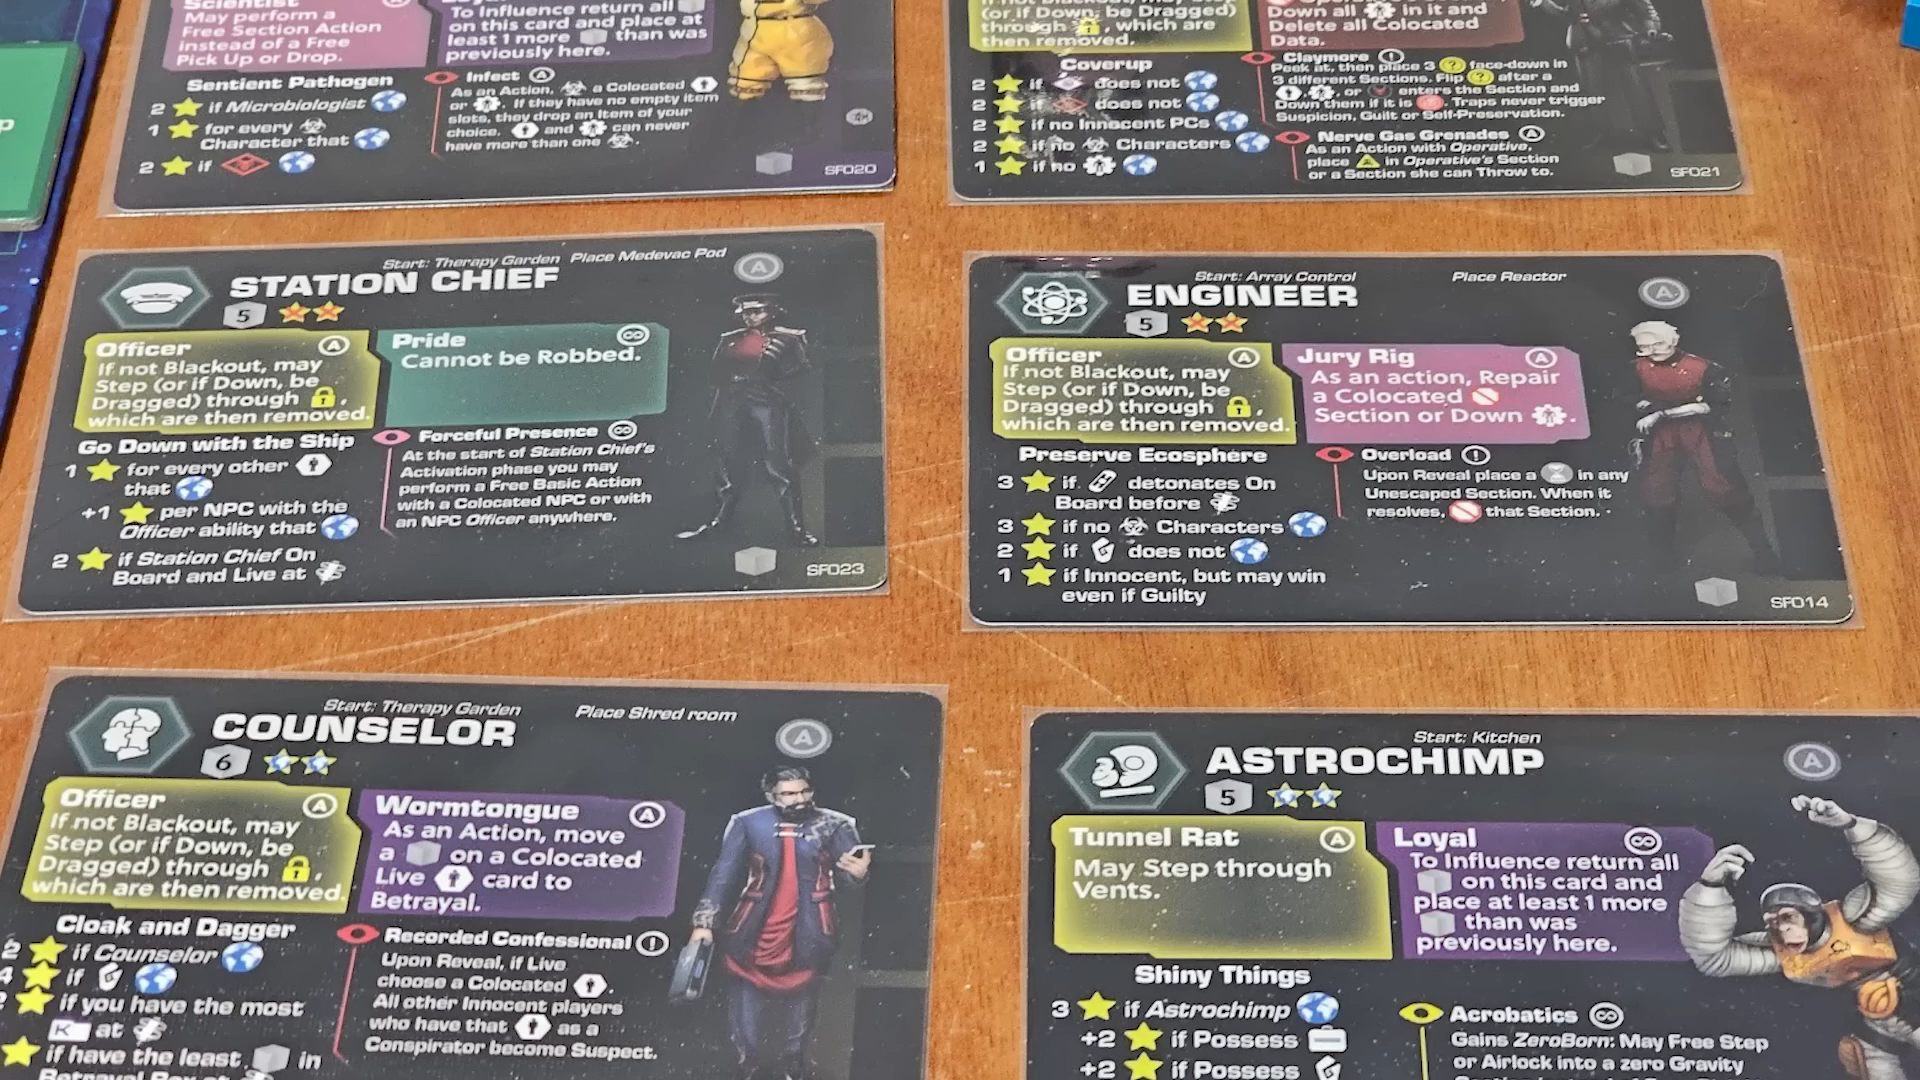 Scientist
May perform a
Free Section Action
instead of a Free
Pick Up or Drop.
To Influence return all
on this card and place at
least 1 more than was
previously here.
Sentient Pathogen
2 if Microbiologist
1 for every
Character that
2 if
Infect A
As an Action, a Colocated
or . If they have no empty item
slots, they drop an Item of your
choice. and can never
have more than one .
SF020
(or if Down, be Dragged)
through , which are
then removed.
Down all in it and
Delete all Colocated
Data.
Coverup
2 if does not
2 if does not
2 if no Innocent PCs
2 if no Characters
1 if no
Claymore !
Peek at, then place 3 ? face-down in
3 different Sections. Flip ? after a
, , or enters the Section and
Down them if it is . Traps never trigger
Suspicion, Guilt or Self-Preservation.
Nerve Gas Grenades A
As an Action with Operative,
place in Operative's Section
or a Section she can Throw to.
SF021
Start: Therapy Garden Place Medevac Pod
STATION CHIEF
A
5
Officer A
If not Blackout, may
Step (or if Down, be
Dragged) through ,
which are then removed.
Pride
Cannot be Robbed.
Go Down with the Ship
1 for every other
that
+1 per NPC with the
Officer ability that
2 if Station Chief On
Board and Live at
Forceful Presence
At the start of Station Chief's
Activation phase you may
perform a Free Basic Action
with a Colocated NPC or with
an NPC Officer anywhere.
SF023
Start: Array Control Place Reactor
ENGINEER
A
5
Officer A
If not Blackout, may
Step (or if Down, be
Dragged) through ,
which are then removed.
Jury Rig A
As an action, Repair
a Colocated
Section or Down .
Preserve Ecosphere
3 if detonates On
Board before
3 if no Characters
2 if does not
1 if Innocent, but may win
even if Guilty
Overload !
Upon Reveal place a in any
Unescaped Section. When it
resolves, that Section.
SF014
Start: Therapy Garden Place Shred room
COUNSELOR
A
6
Officer A
If not Blackout, may
Step (or if Down, be
Dragged) through ,
which are then removed.
Wormtongue A
As an Action, move
a on a Colocated
Live card to
Betrayal.
Cloak and Dagger
2 if Counselor
4 if
if you have the most
K at
if have the least in
Recorded Confessional !
Upon Reveal, if Live
choose a Colocated .
All other Innocent players
who have that as a
Conspirator become Suspect.
Start: Kitchen
ASTROCHIMP
A
5
Tunnel Rat A
May Step through
Vents.
Loyal
To Influence return all
on this card and
place at least 1 more
than was
previously here.
Shiny Things
3 if Astrochimp
+2 if Possess
+2 if Possess
Acrobatics
Gains ZeroBorn: May Free Step
or Airlock into a zero Gravity